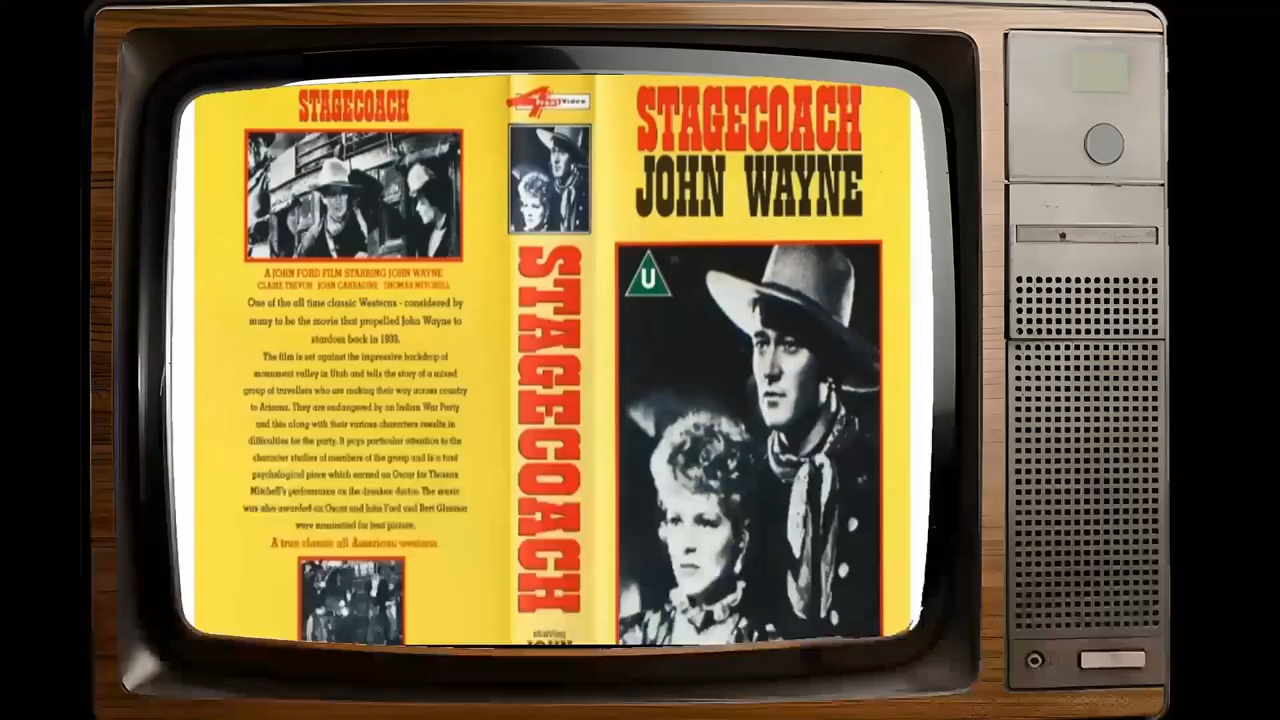 STAGECOACH
A JOHN FORD FILM STARRING JOHN WAYNE
CLAIRE TREVOR JOHN CARRADINE THOMAS MITCHELL
One of the all time classic Westerns - considered by
many to be the movie that propelled John Wayne to
stardom back in 1939.
The film is set against the impressive backdrop of
monument valley in Utah and tells the story of a mixed
group of travellers who are making their way across country
to Arizona. They are endangered by an Indian War Party
and this along with their various characters results in
difficulties for the party. It pays particular attention to the
character studies of members of the group and is a taut
psychological piece which earned an Oscar for Thomas
Mitchell's performance as the drunken doctor. The music
was also awarded an Oscar and John Ford and Bert Glennon
were nominated for best picture.
A true classic all American western
4 Front Video
STAGECOACH
starring
JOHN
STAGECOACH
JOHN WAYNE
U